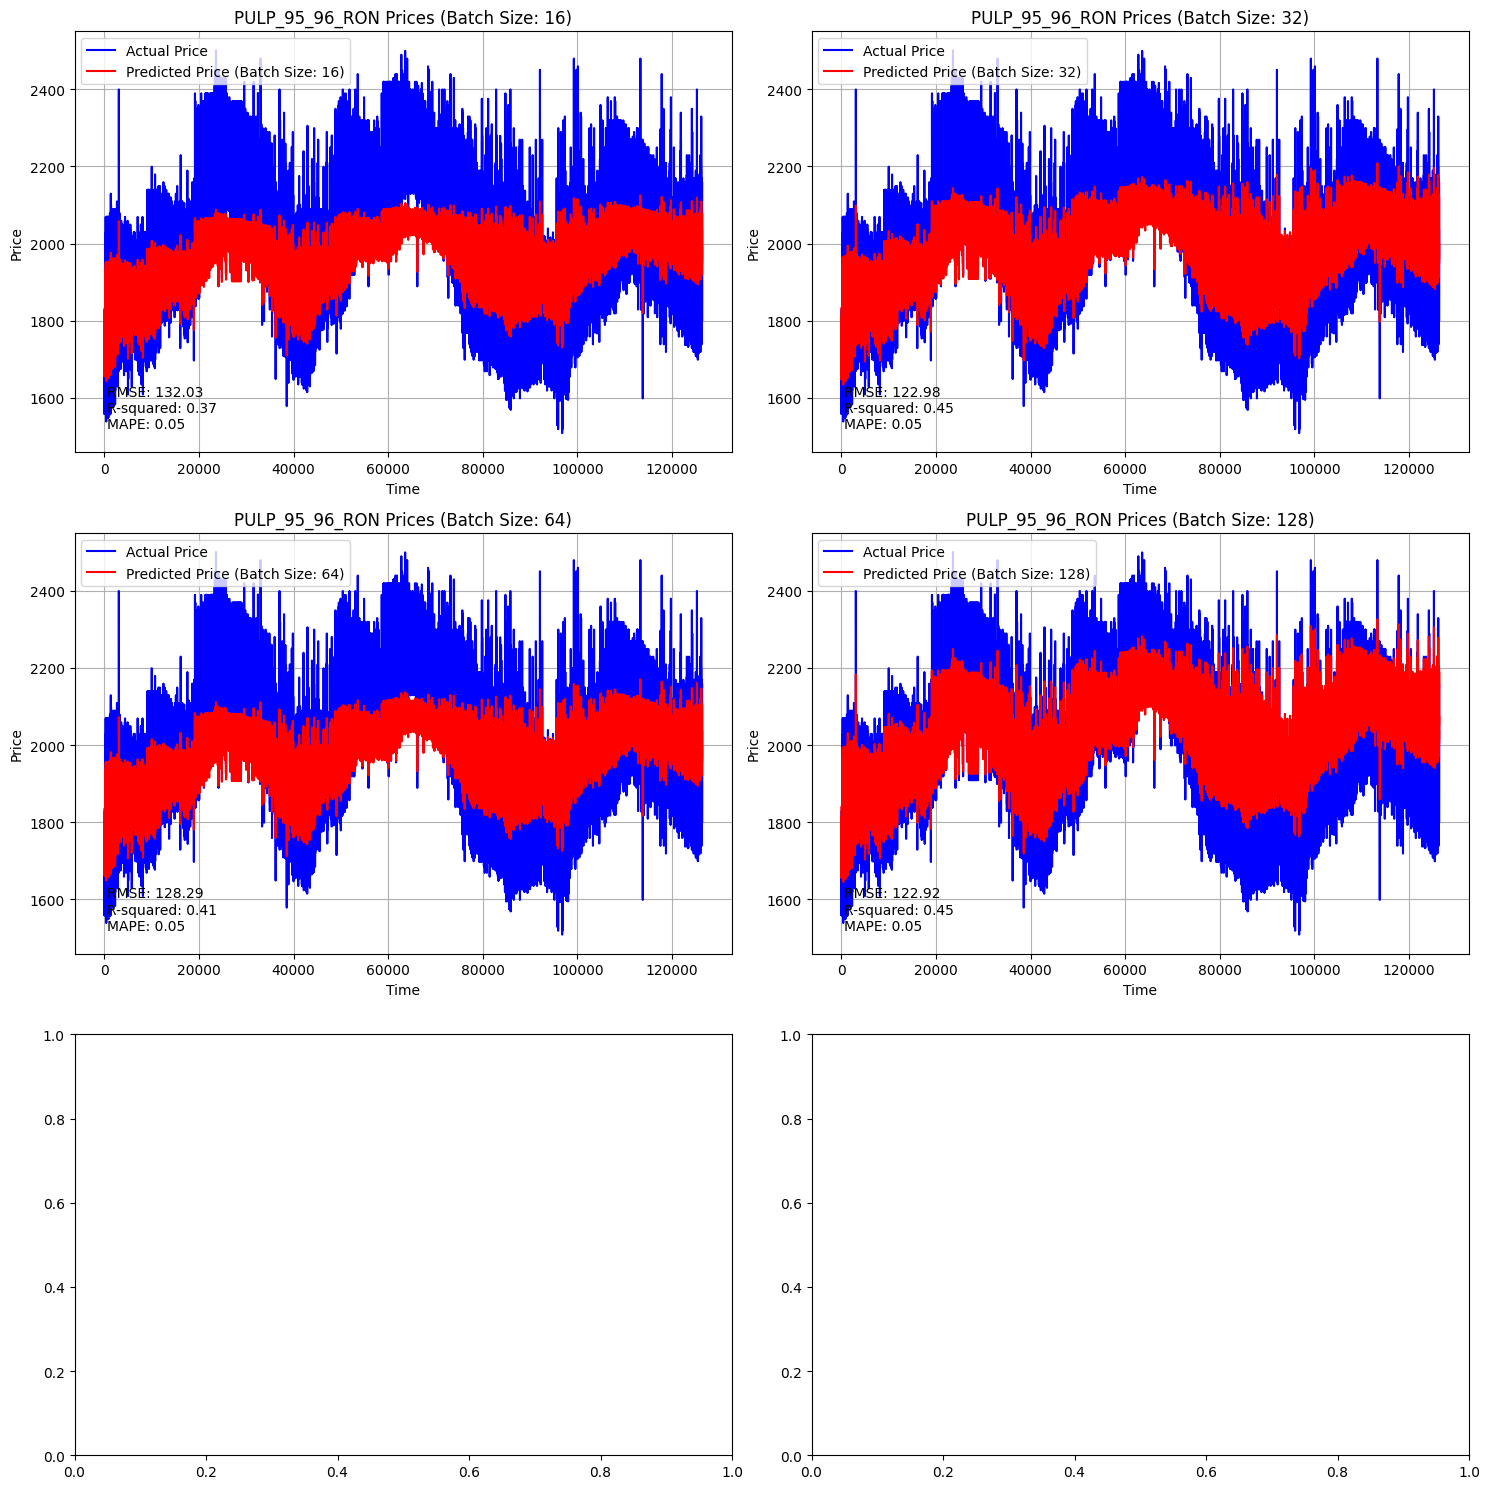 PULP_95_96_RON Prices (Batch Size: 16)
Actual Price
Predicted Price (Batch Size: 16)
Price
2400
2200
2000
1800
1600
RMSE: 132.03
R-squared: 0.37
MAPE: 0.05
0 20000 40000 60000 80000 100000 120000
Time
PULP_95_96_RON Prices (Batch Size: 32)
Actual Price
Predicted Price (Batch Size: 32)
Price
2400
2200
2000
1800
1600
RMSE: 122.98
R-squared: 0.45
MAPE: 0.05
0 20000 40000 60000 80000 100000 120000
Time
PULP_95_96_RON Prices (Batch Size: 64)
Actual Price
Predicted Price (Batch Size: 64)
Price
2400
2200
2000
1800
1600
RMSE: 128.29
R-squared: 0.41
MAPE: 0.05
0 20000 40000 60000 80000 100000 120000
Time
PULP_95_96_RON Prices (Batch Size: 128)
Actual Price
Predicted Price (Batch Size: 128)
Price
2400
2200
2000
1800
1600
RMSE: 122.92
R-squared: 0.45
MAPE: 0.05
0 20000 40000 60000 80000 100000 120000
Time
1.0
0.8
0.6
0.4
0.2
0.0
0.0 0.2 0.4 0.6 0.8 1.0
1.0
0.8
0.6
0.4
0.2
0.0
0.0 0.2 0.4 0.6 0.8 1.0